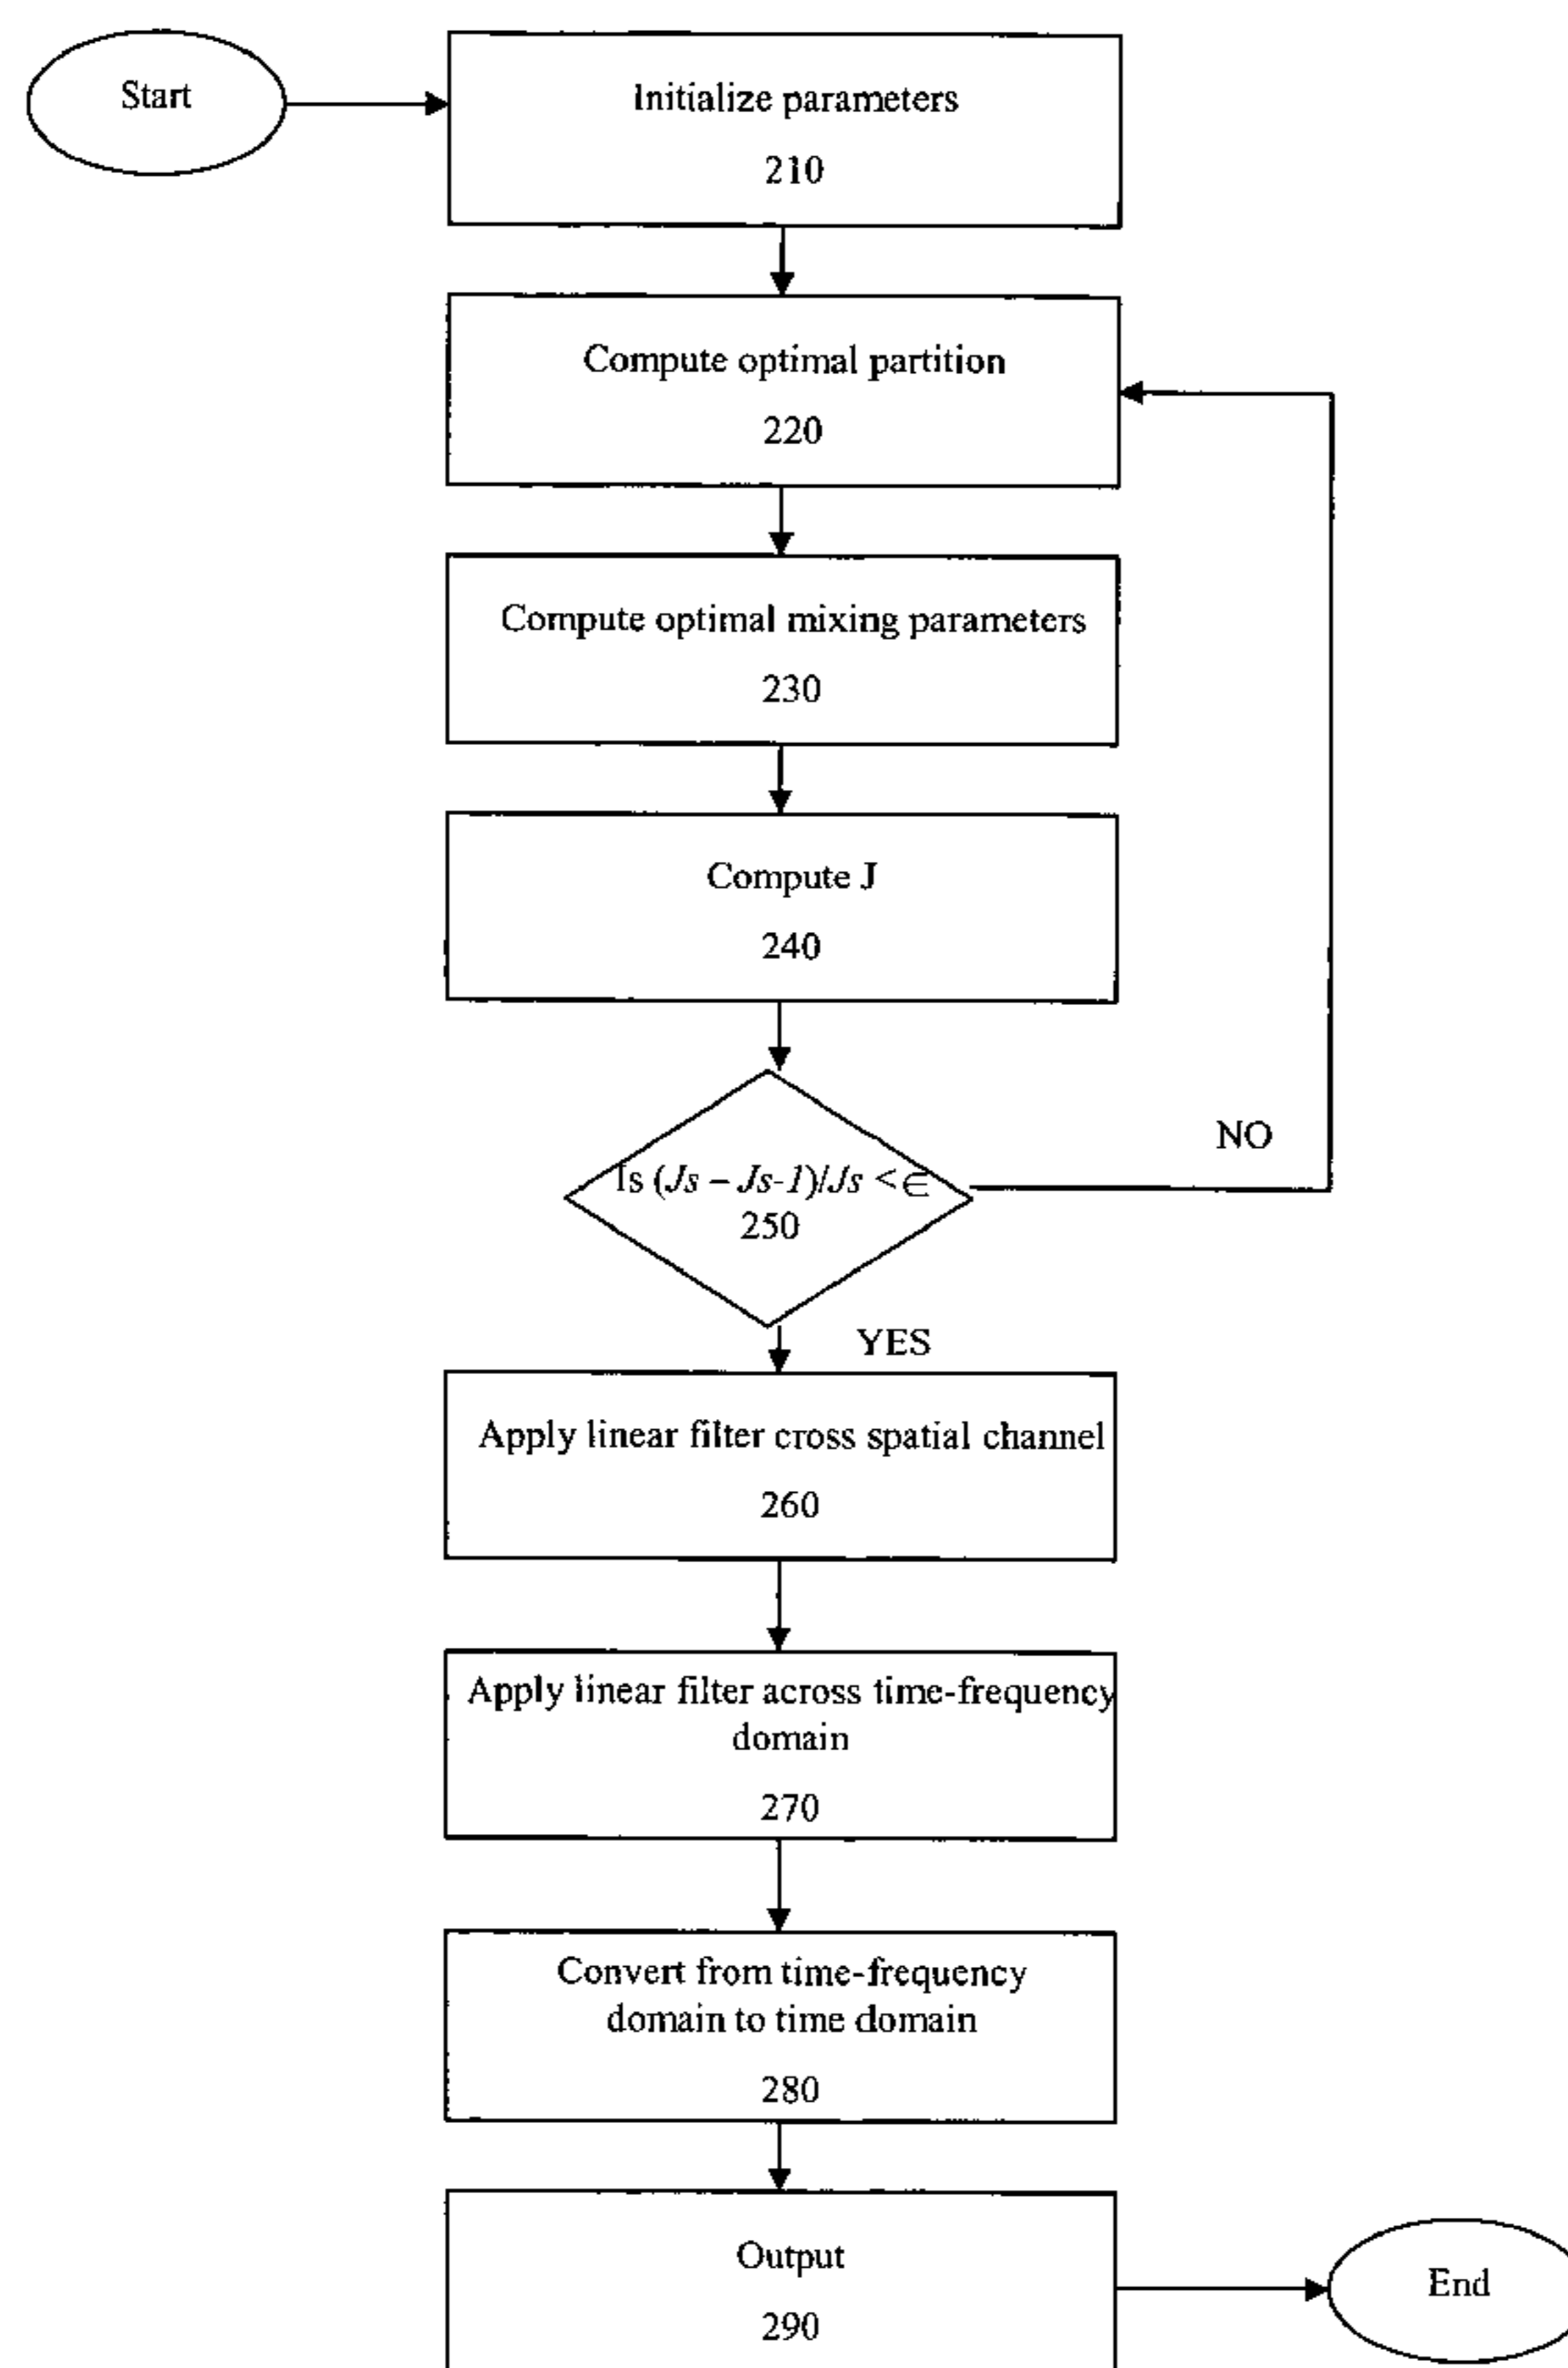 Start
Initialize parameters
210
Compute optimal partition
220
Compute optimal mixing parameters
230
Compute J
240
Is (Js – Js-1)/Js <∈
250
NO
YES
Apply linear filter cross spatial channel
260
Apply linear filter across time-frequency
domain
270
Convert from time-frequency
domain to time domain
280
Output
290
End